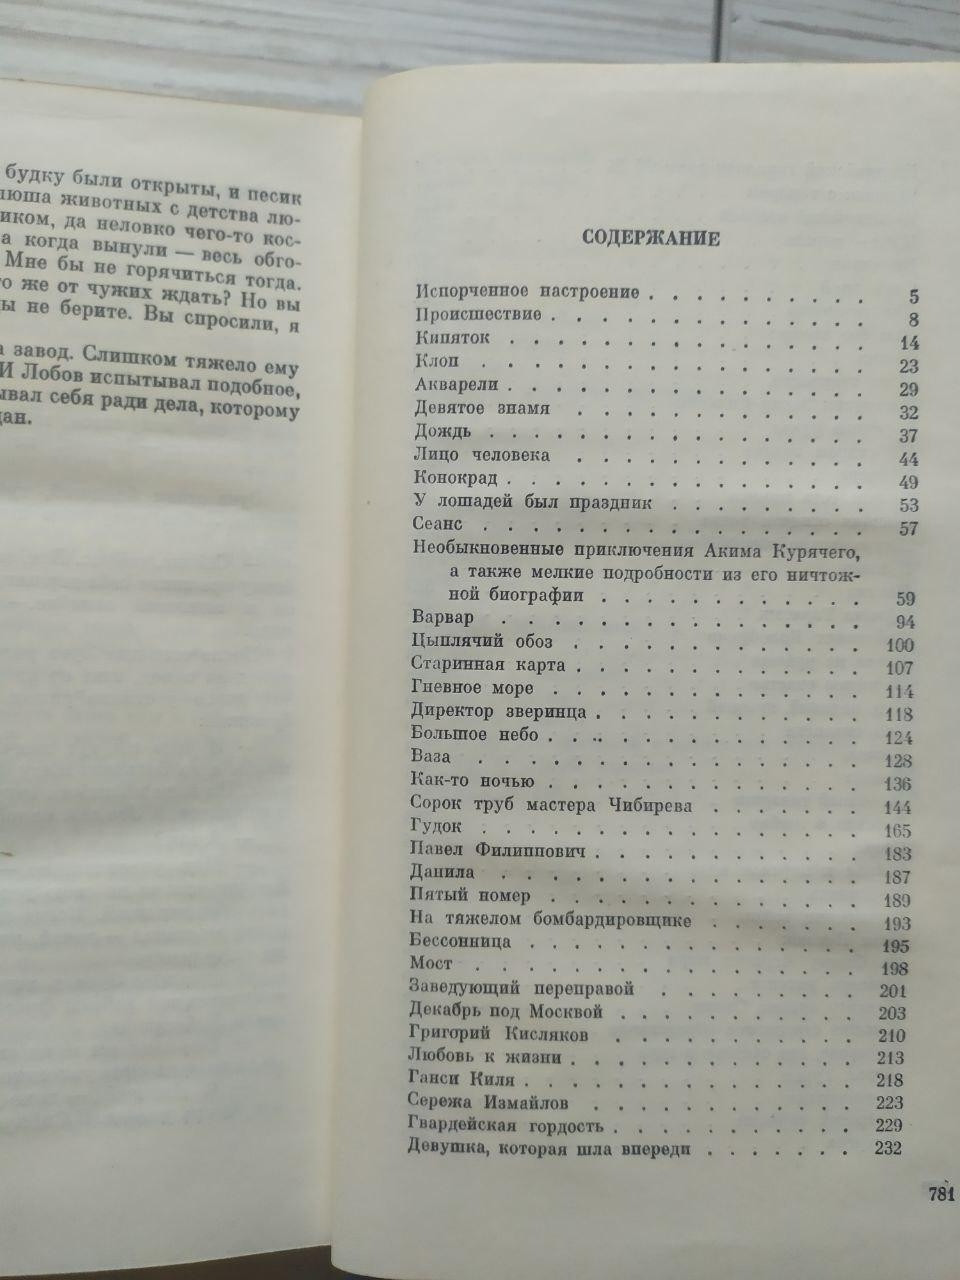 будку были открыты, и песик
люша животных с детства лю-
иком, да неловко чего-то кос-
а когда вынули — весь обго-
Мне бы не горячиться тогда.
о же от чужих ждать? Но вы
ы не берите. Вы спросили, я
а завод. Слишком тяжело ему
И Лобов испытывал подобное,
ывал себя ради дела, которому
дан.
СОДЕРЖАНИЕ
Испорченное настроение . . . . . . . . . 5
Происшествие . . . . . . . . . . . . . 8
Кипяток . . . . . . . . . . . . . . . 14
Клоп . . . . . . . . . . . . . . . . 23
Акварели . . . . . . . . . . . . . . . 29
Девятое знамя . . . . . . . . . . . . 32
Дождь . . . . . . . . . . . . . . . . 37
Лицо человека . . . . . . . . . . . . 44
Конокрад . . . . . . . . . . . . . . . 49
У лошадей был праздник . . . . . . . . 53
Сеанс . . . . . . . . . . . . . . . . 57
Необыкновенные приключения Акима Курячего,
а также мелкие подробности из его ничтож-
ной биографии . . . . . . . . . . . 59
Варвар . . . . . . . . . . . . . . . 94
Цыплячий обоз . . . . . . . . . . . . 100
Старинная карта . . . . . . . . . . . . 107
Гневное море . . . . . . . . . . . . . 114
Директор зверинца . . . . . . . . . . . 118
Большое небо . . . . . . . . . . . . . 124
Ваза . . . . . . . . . . . . . . . . 128
Как-то ночью . . . . . . . . . . . . . 136
Сорок труб мастера Чибирева . . . . . . 144
Гудок . . . . . . . . . . . . . . . . 165
Павел Филиппович . . . . . . . . . . . 183
Данила . . . . . . . . . . . . . . . 187
Пятый номер . . . . . . . . . . . . . 189
На тяжелом бомбардировщике . . . . . . 193
Бессонница . . . . . . . . . . . . . . 195
Мост . . . . . . . . . . . . . . . . 198
Заведующий переправой . . . . . . . . 201
Декабрь под Москвой . . . . . . . . . . 203
Григорий Кисляков . . . . . . . . . . 210
Любовь к жизни . . . . . . . . . . . . 213
Ганси Киля . . . . . . . . . . . . . . 218
Сережа Измайлов . . . . . . . . . . . 223
Гвардейская гордость . . . . . . . . . . 229
Девушка, которая шла впереди . . . . . . 232
781